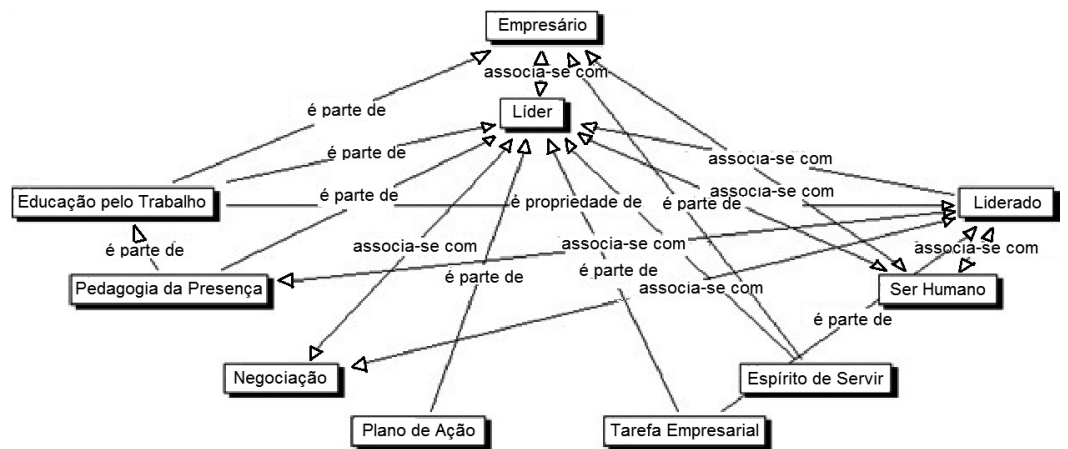 Empresário
associa-se com
é parte de
Líder
é parte de
associa-se com
é parte de
associa-se com
Educação pelo Trabalho
é propriedade de
é parte de
Liderado
é parte de
associa-se com
associa-se com
associa-se com
Pedagogia da Presença
é parte de
é parte de
associa-se com
Ser Humano
é parte de
Negociação
Espírito de Servir
Plano de Ação
Tarefa Empresarial